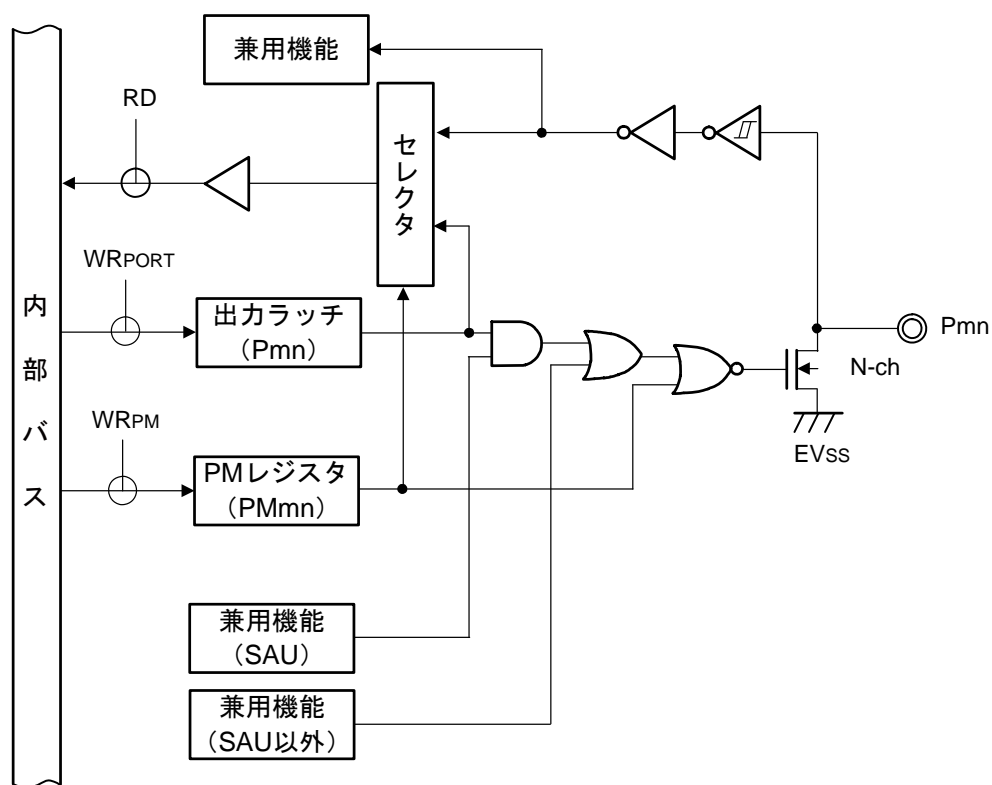 兼用機能
RD
セレクタ
WRPORT
内部バス
出力ラッチ
（Pmn）
Pmn
N-ch
WRPM
EVSS
PMレジスタ
（PMmn）
兼用機能
（SAU）
兼用機能
（SAU以外）